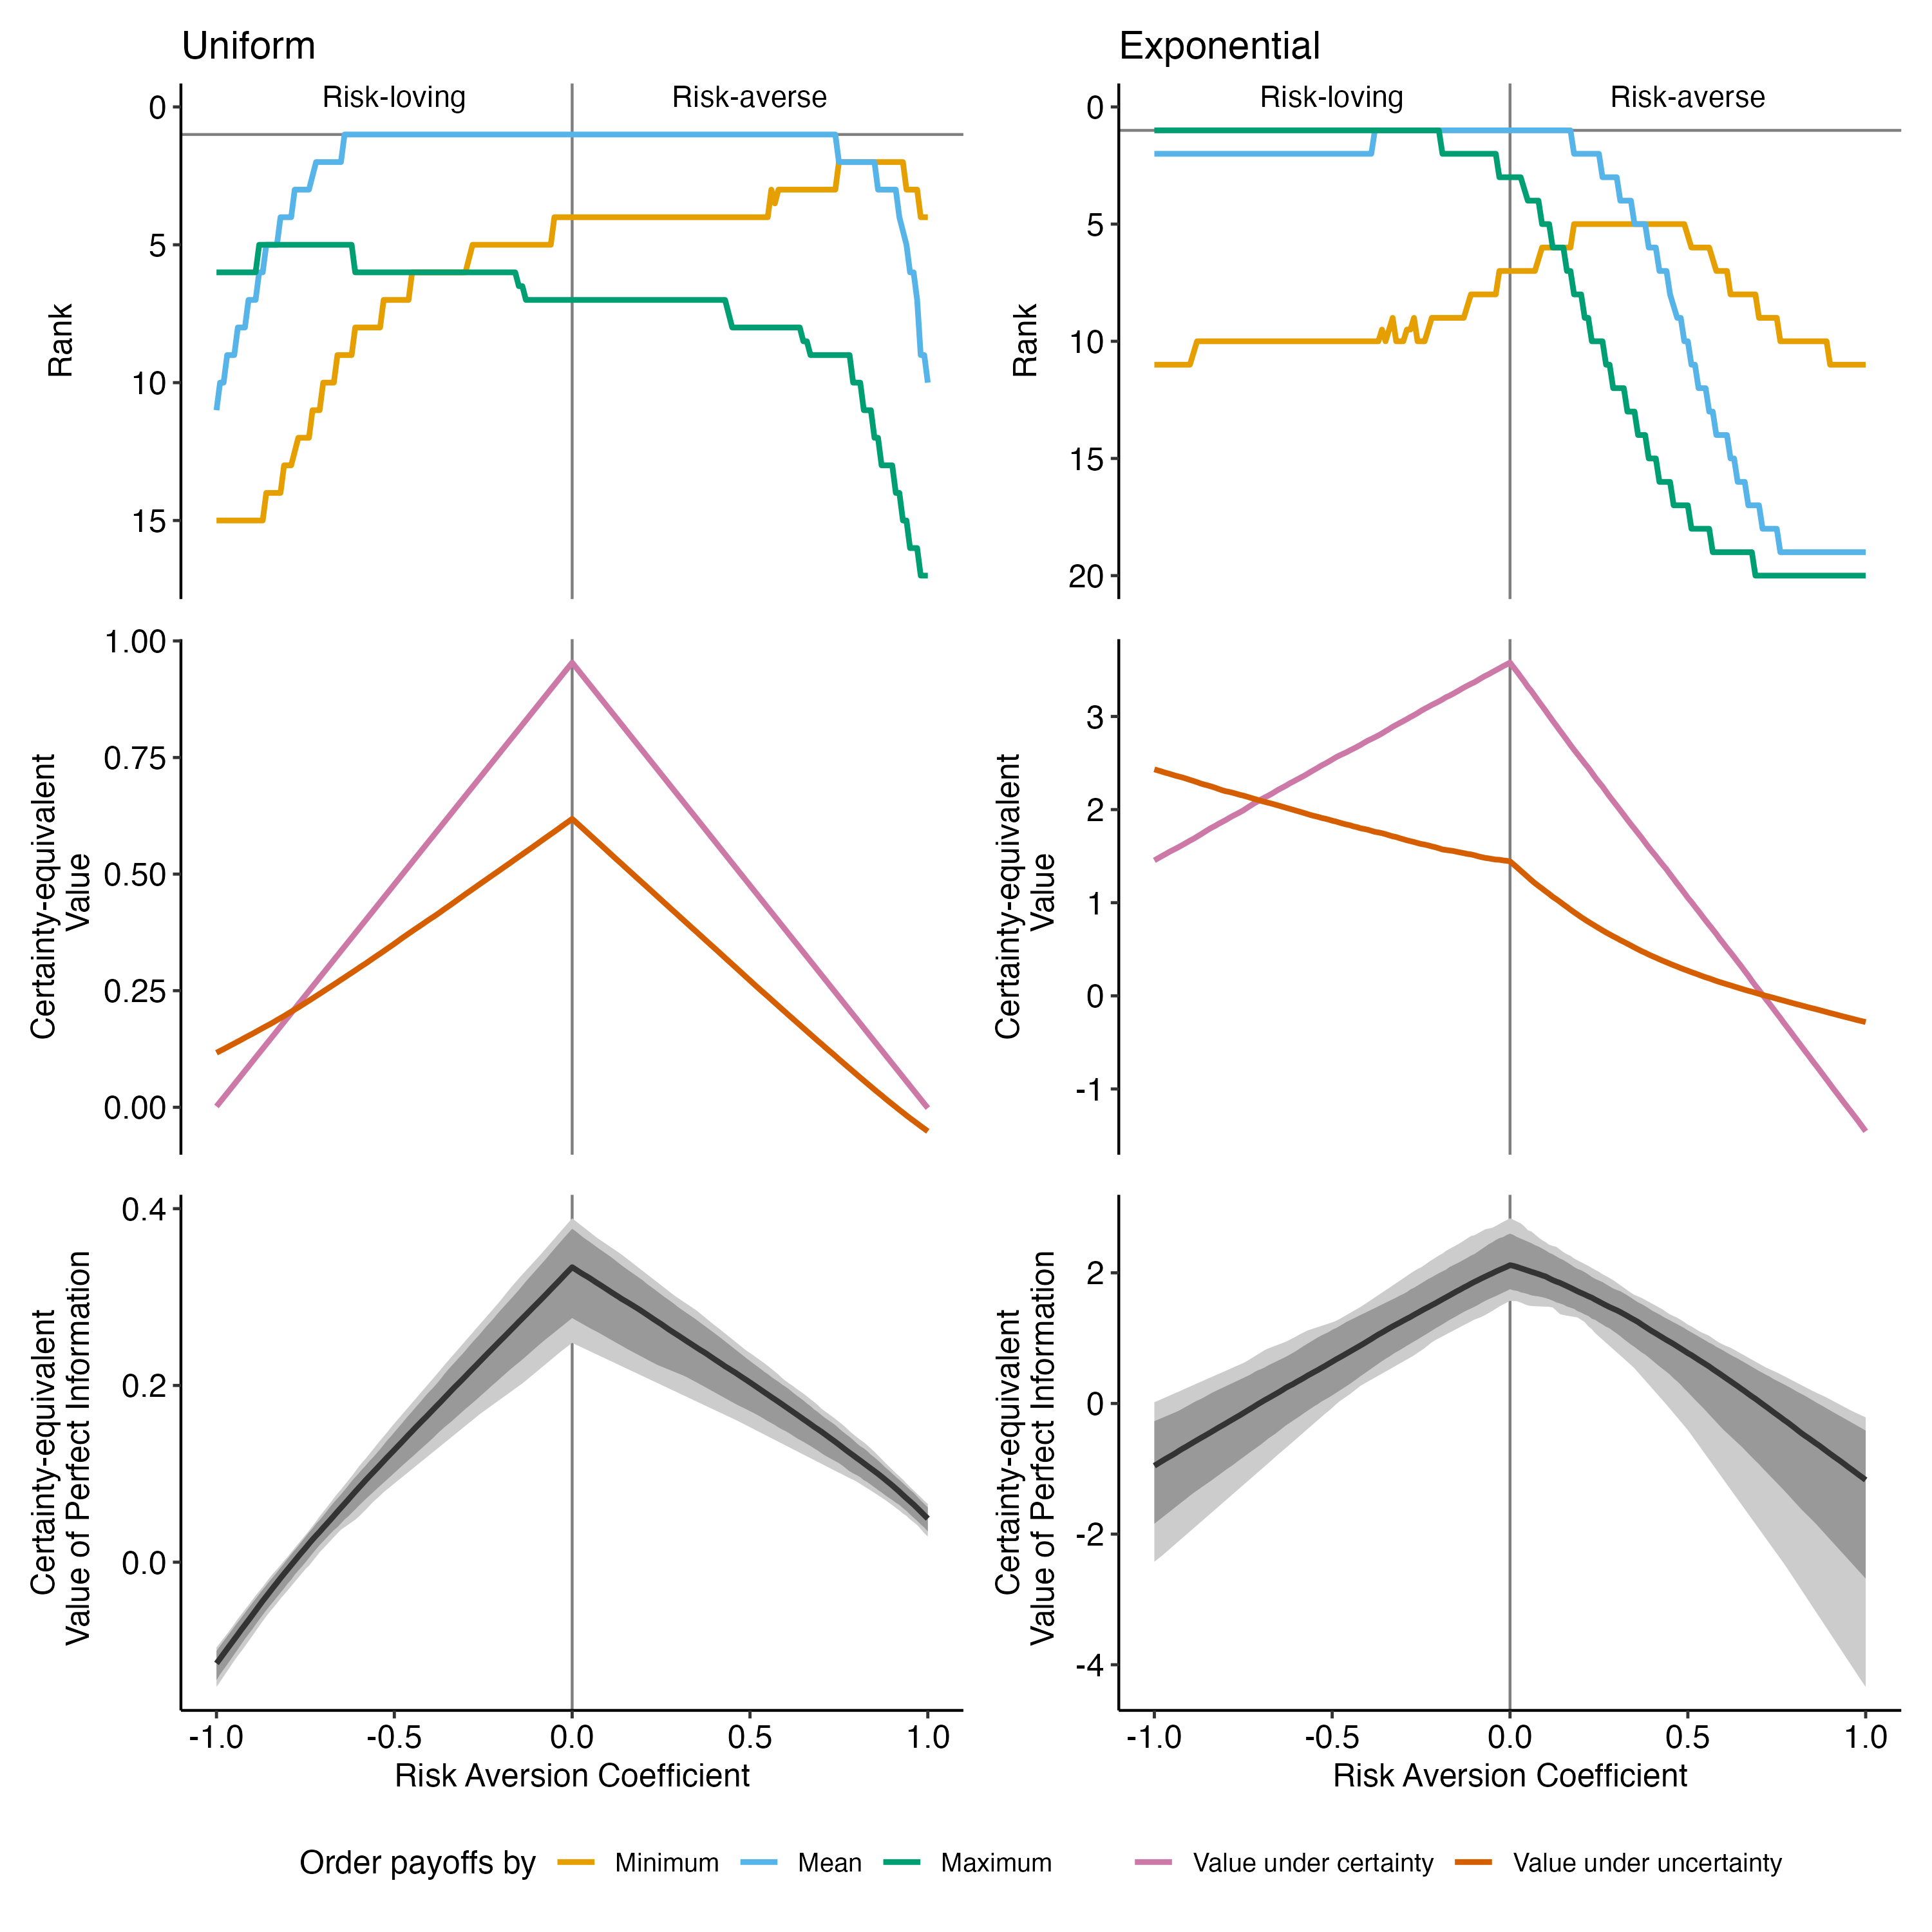 Uniform
Exponential
Risk-loving
Risk-averse
Risk-loving
Risk-averse
0
5
10
15
Rank
0
5
10
15
20
Rank
1.00
0.75
0.50
0.25
0.00
Certainty-equivalent
Value
3
2
1
0
-1
Certainty-equivalent
Value
0.4
0.2
0.0
Certainty-equivalent
Value of Perfect Information
2
0
-2
-4
Certainty-equivalent
Value of Perfect Information
-1.0 -0.5 0.0 0.5 1.0
Risk Aversion Coefficient
-1.0 -0.5 0.0 0.5 1.0
Risk Aversion Coefficient
Order payoffs by Minimum Mean Maximum Value under certainty Value under uncertainty